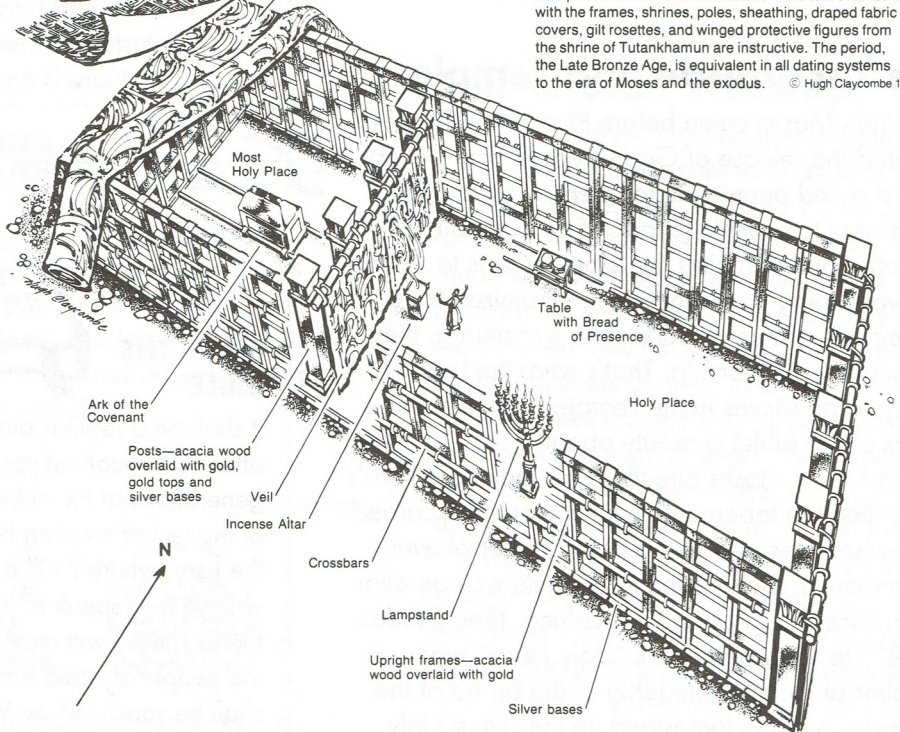 with the frames, shrines, poles, sheathing, draped fabric
covers, gilt rosettes, and winged protective figures from
the shrine of Tutankhamun are instructive. The period,
the Late Bronze Age, is equivalent in all dating systems
to the era of Moses and the exodus. © Hugh Claycombe 1
Most
Holy Place
Table
with Bread
of Presence
Holy Place
Ark of the
Covenant
Posts—acacia wood
overlaid with gold,
gold tops and
silver bases
Veil
Incense Altar
N
Crossbars
Lampstand
Upright frames—acacia
wood overlaid with gold
Silver bases